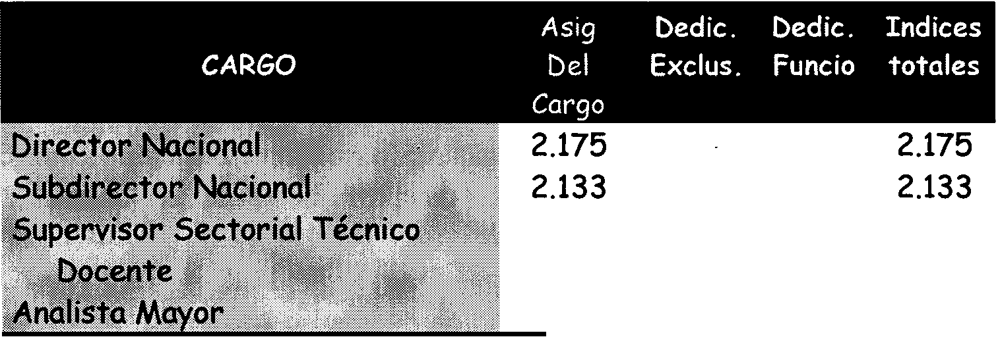 CARGO Asig Dedic. Dedic. Indices
Del Exclus. Funcio totales
Cargo
Director Nacional 2.175 2.175
Subdirector Nacional 2.133 2.133
Supervisor Sectorial Técnico
Docente
Analista Mayor